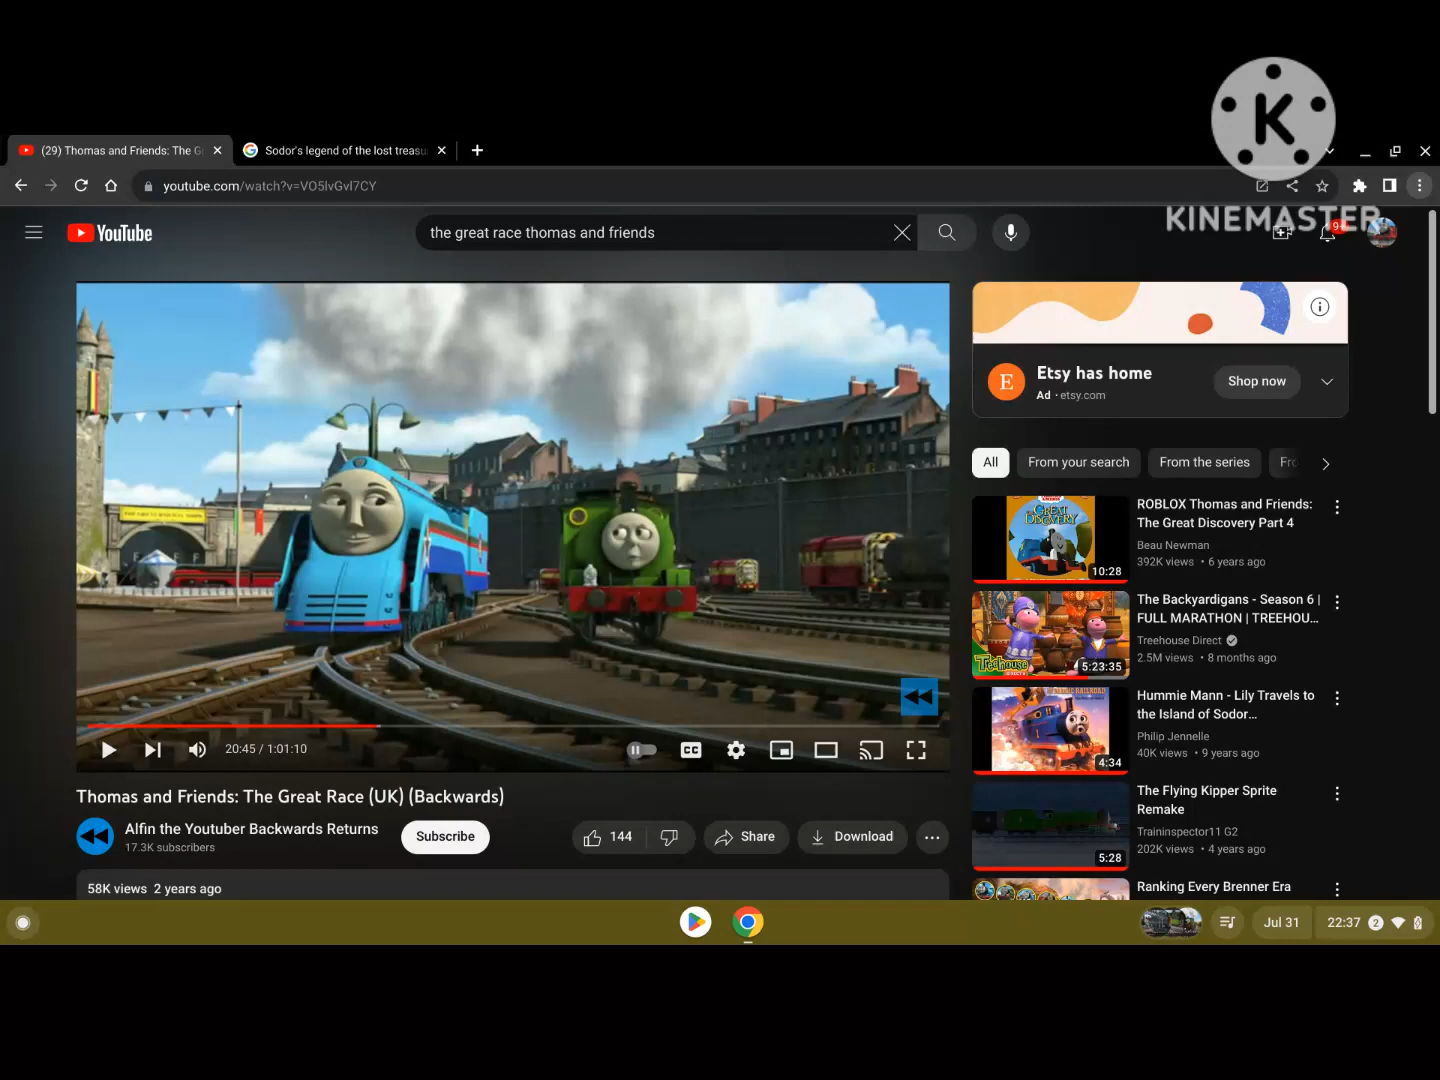 K
KINEMASTER
(29) Thomas and Friends: The G
Sodor's legend of the lost treasu
youtube.com/watch?v=VO5lvGvI7CY
YouTube
the great race thomas and friends
9+
Etsy has home
E
Ad · etsy.com
Shop now
All
From your search
From the series
Fro
GREAT
DISCOVERY
ROBLOX Thomas and Friends:
The Great Discovery Part 4
Beau Newman
392K views • 6 years ago
10:28
The Backyardigans - Season 6 |
FULL MARATHON | TREEHOU...
Treehouse Direct
2.5M views • 8 months ago
Treehouse
5:23:35
Hummie Mann - Lily Travels to
the Island of Sodor...
Philip Jennelle
40K views • 9 years ago
4:34
The Flying Kipper Sprite
Remake
Traininspector11 G2
202K views • 4 years ago
5:28
Ranking Every Brenner Era
20:45 / 1:01:10
CC
Thomas and Friends: The Great Race (UK) (Backwards)
Alfin the Youtuber Backwards Returns
17.3K subscribers
Subscribe
144
Share
Download
58K views 2 years ago
Jul 31
22:37
2